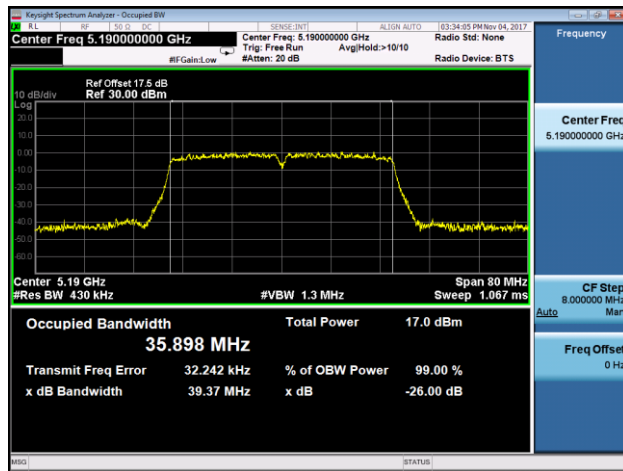 Keysight Spectrum Analyzer - Occupied BW
RL RF 50 Ω DC SENSE:INT ALIGN AUTO 03:34:05 PM Nov 04, 2017
Center Freq 5.190000000 GHz
Center Freq: 5.190000000 GHz Radio Std: None
Trig: Free Run Avg|Hold:>10/10
#IFGain:Low #Atten: 20 dB Radio Device: BTS
Frequency
Ref Offset 17.5 dB
10 dB/div Ref 30.00 dBm
Log
20.0
10.0
0.00
-10.0
-20.0
-30.0
-40.0
-50.0
-60.0
Center 5.19 GHz Span 80 MHz
#Res BW 430 kHz #VBW 1.3 MHz Sweep 1.067 ms
Occupied Bandwidth Total Power 17.0 dBm
35.898 MHz
Transmit Freq Error 32.242 kHz % of OBW Power 99.00 %
x dB Bandwidth 39.37 MHz x dB -26.00 dB
Center Freq
5.190000000 GHz
CF Step
8.000000 MHz
Auto Man
Freq Offset
0 Hz
MSG STATUS